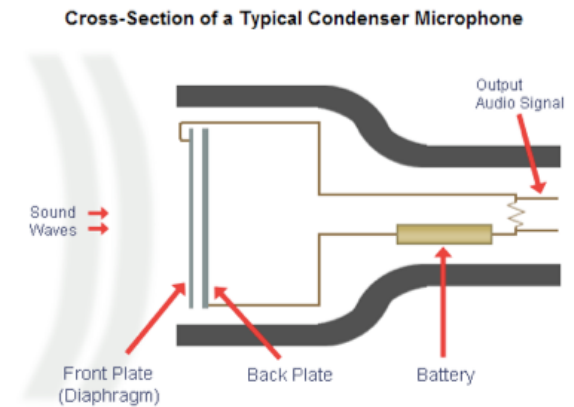 Cross-Section of a Typical Condenser Microphone
Output
Audio Signal
Sound
Waves
Front Plate
(Diaphragm)
Back Plate
Battery